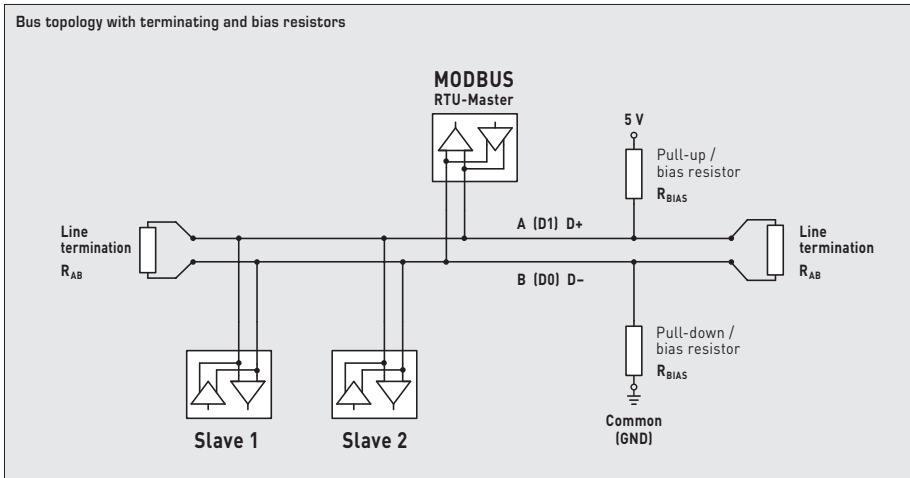 Bus topology with terminating and bias resistors
MODBUS
RTU-Master
5 V
Pull-up /
bias resistor
RBIAS
A (D1) D+
Line
termination
RAB
Line
termination
RAB
B (D0) D–
Pull-down /
bias resistor
RBIAS
Common
(GND)
Slave 1
Slave 2